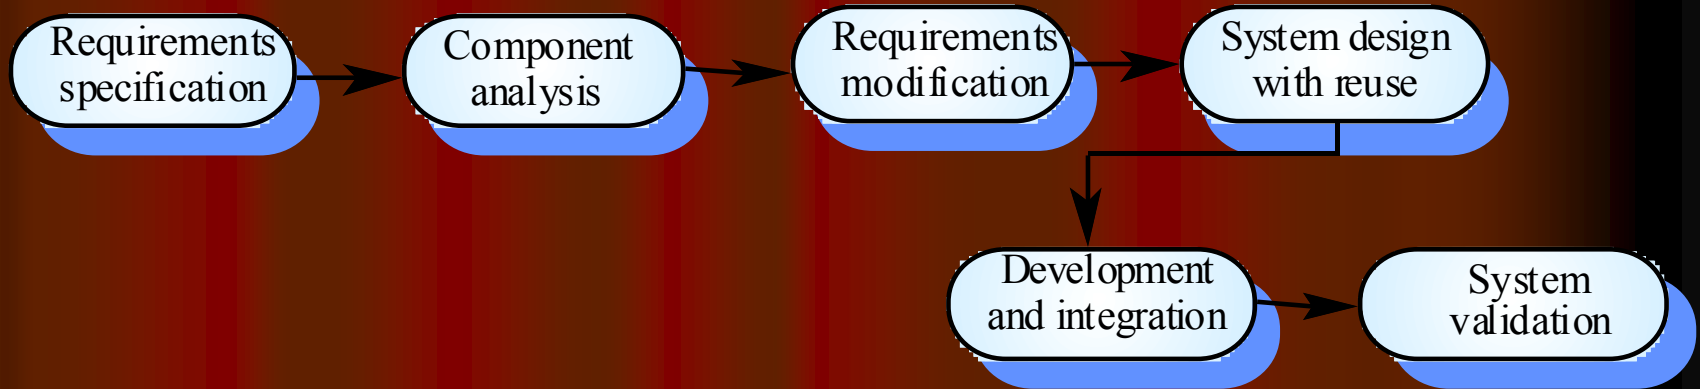 Requirements
specification
Component
analysis
Requirements
modification
System design
with reuse
Development
and integration
System
validation